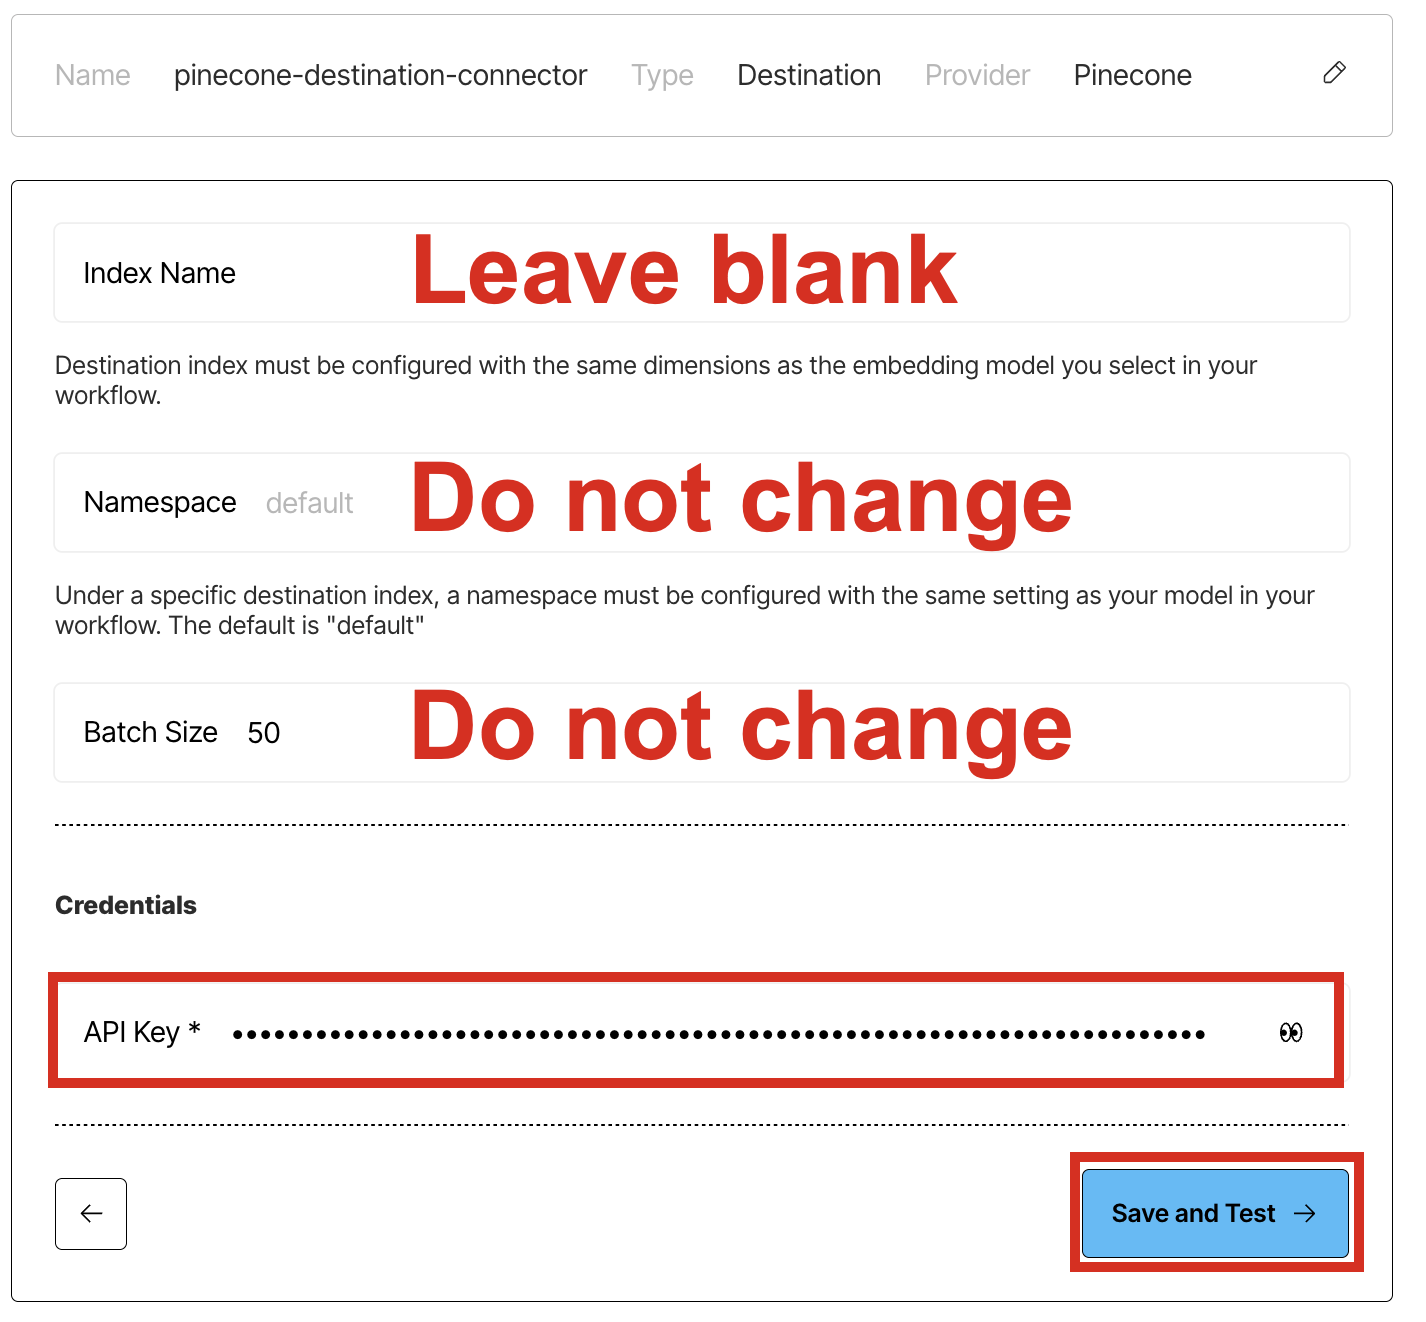 Name pinecone-destination-connector Type Destination Provider Pinecone
Index Name Leave blank
Destination index must be configured with the same dimensions as the embedding model you select in your
workflow.
Namespace default Do not change
Under a specific destination index, a namespace must be configured with the same setting as your model in your
workflow. The default is "default"
Batch Size 50 Do not change
Credentials
API Key *
Save and Test